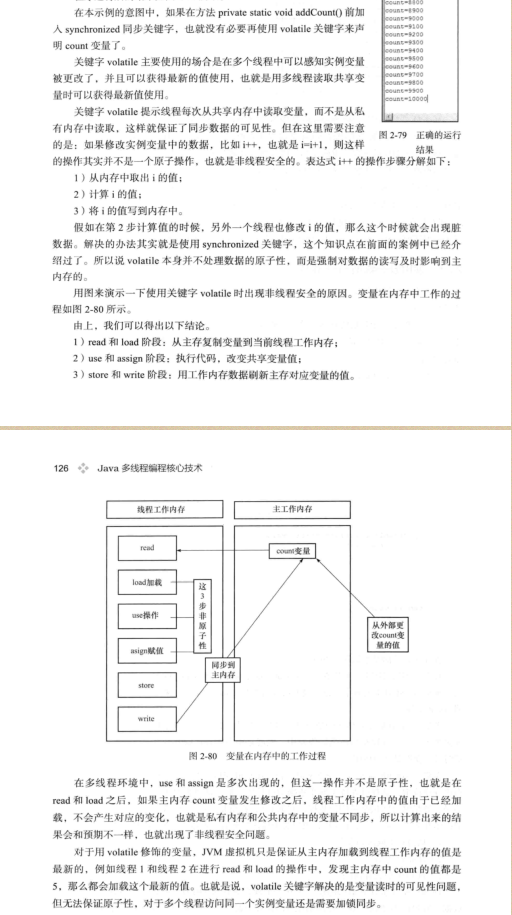 在本示例的意图中，如果在方法 private static void addCount() 前加
入 synchronized 同步关键字，也就没有必要再使用 volatile 关键字来声
明 count 变量了。
关键字 volatile 主要使用的场合是在多个线程中可以感知实例变量
被更改了，并且可以获得最新的值使用，也就是用多线程读取共享变
量时可以获得最新值使用。
关键字 volatile 提示线程每次从共享内存中读取变量，而不是从私
有内存中读取，这样就保证了同步数据的可见性。但在这里需要注意
的是：如果修改实例变量中的数据，比如 i++，也就是 i=i+1，则这样
的操作其实并不是一个原子操作，也就是非线程安全的。表达式 i++ 的操作步骤分解如下：
1）从内存中取出 i 的值；
2）计算 i 的值；
3）将 i 的值写到内存中。
假如在第 2 步计算值的时候，另外一个线程也修改 i 的值，那么这个时候就会出现脏
数据。解决的办法其实就是使用 synchronized 关键字，这个知识点在前面的案例中已经介
绍过了。所以说 volatile 本身并不处理数据的原子性，而是强制对数据的读写及时影响到主
内存的。
用图来演示一下使用关键字 volatile 时出现非线程安全的原因。变量在内存中工作的过
程如图 2-80 所示。
由上，我们可以得出以下结论。
1）read 和 load 阶段：从主存复制变量到当前线程工作内存；
2）use 和 assign 阶段：执行代码，改变共享变量值；
3）store 和 write 阶段：用工作内存数据刷新主存对应变量的值。
count=8800
count=8900
count=9000
count=9100
count=9200
count=9300
count=9400
count=9500
count=9600
count=9700
count=9800
count=9900
count=10000
图 2-79 正确的运行
结果
126 Java 多线程编程核心技术
线程工作内存
主工作内存
read
load加载
use操作
asign赋值
store
write
这
3
步
非
原
子
性
count变量
同步到
主内存
从外部更
改count变
量的值
图 2-80 变量在内存中的工作过程
在多线程环境中，use 和 assign 是多次出现的，但这一操作并不是原子性，也就是在
read 和 load 之后，如果主内存 count 变量发生修改之后，线程工作内存中的值由于已经加
载，不会产生对应的变化，也就是私有内存和公共内存中的变量不同步，所以计算出来的结
果会和预期不一样，也就出现了非线程安全问题。
对于用 volatile 修饰的变量，JVM 虚拟机只是保证从主内存加载到线程工作内存的值是
最新的，例如线程 1 和线程 2 在进行 read 和 load 的操作中，发现主内存中 count 的值都是
5，那么都会加载这个最新的值。也就是说，volatile 关键字解决的是变量读时的可见性问题，
但无法保证原子性，对于多个线程访问同一个实例变量还是需要加锁同步。